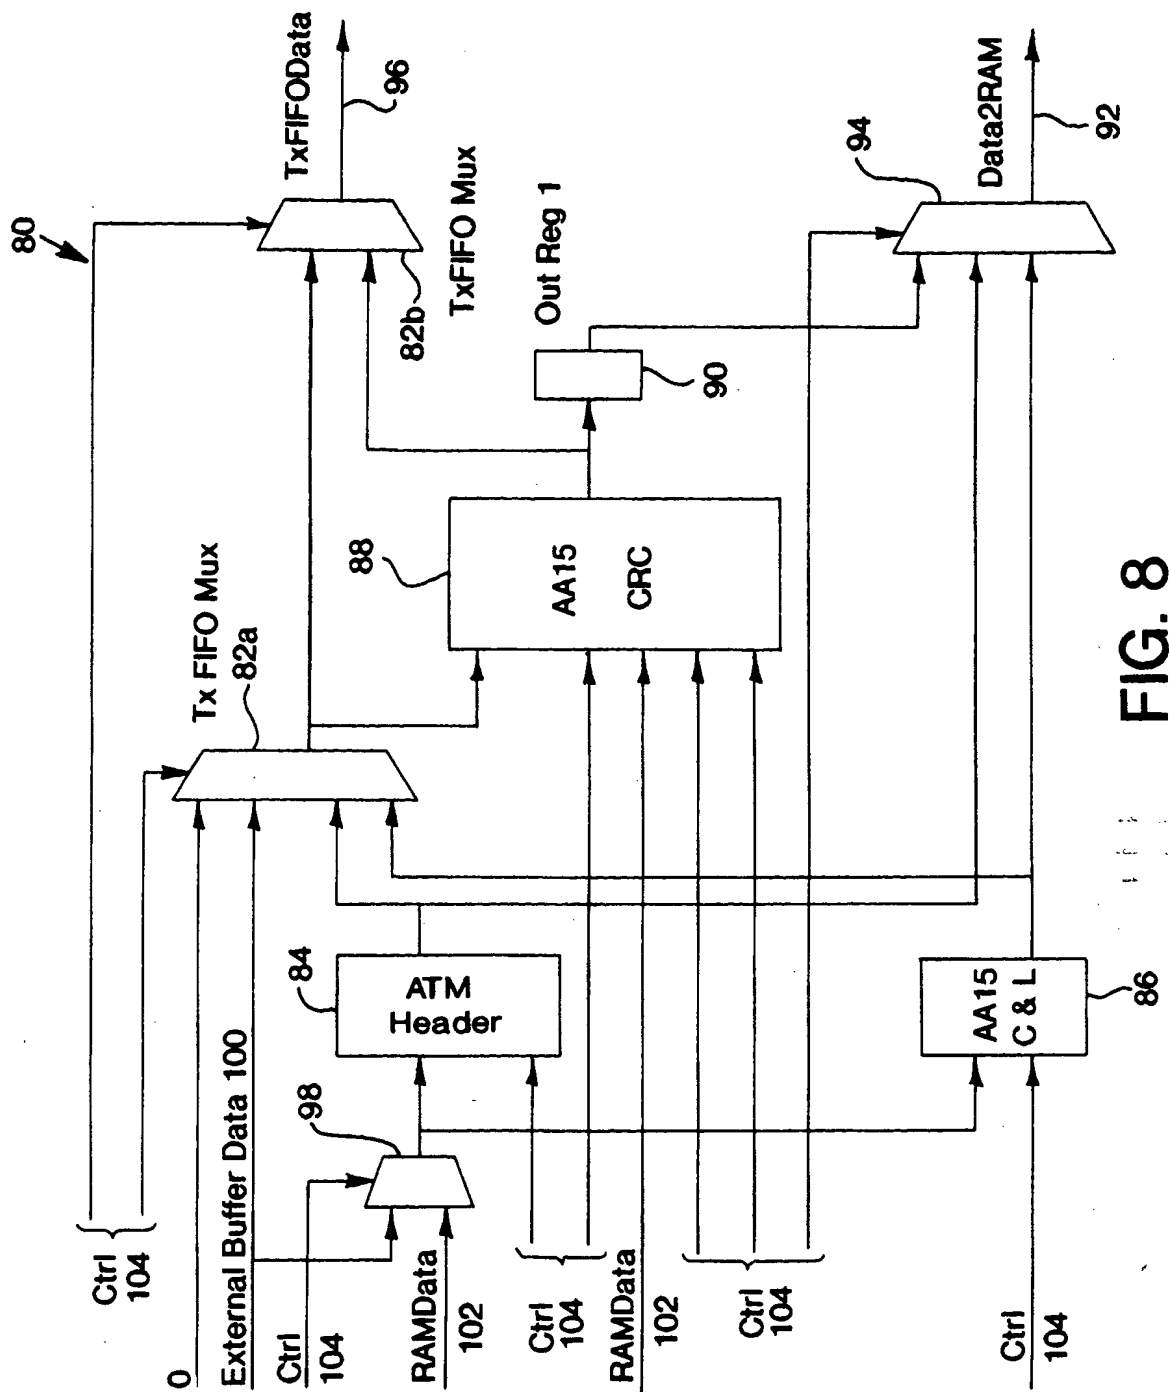 80
Ctrl
104
0
External Buffer Data 100
Ctrl
104
RAMData
102
98
ATM
Header
84
Tx FIFO Mux
82a
TxFIFOData
96
82b
TxFIFO Mux
Ctrl
104
RAMData
102
Ctrl
104
88
AA15
CRC
Out Reg 1
90
94
Data2RAM
92
Ctrl
104
AA15
C & L
86
FIG. 8